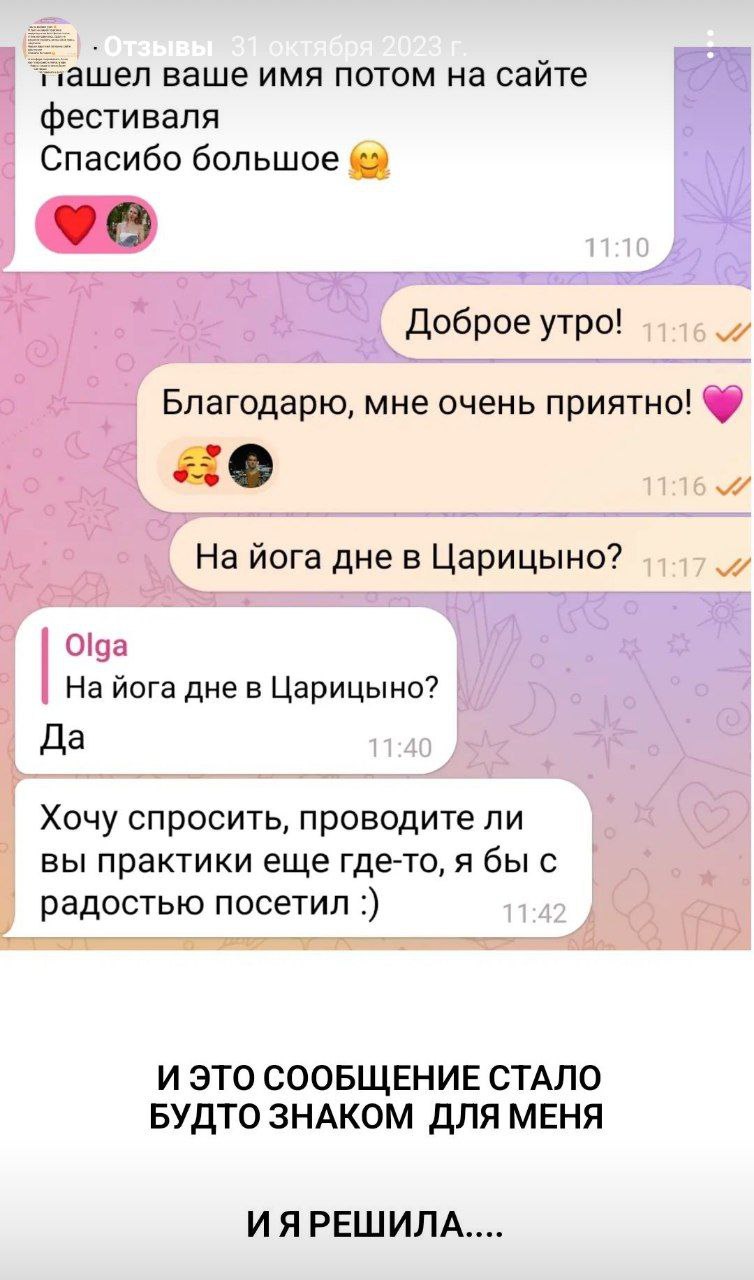 · Отзывы 31 октября 2023 г.
Нашел ваше имя потом на сайте
фестиваля
Спасибо большое 🤗
❤️
11:10
Доброе утро! 11:16
Благодарю, мне очень приятно! 💗
🥰
11:16
На йога дне в Царицыно? 11:17
Olga
На йога дне в Царицыно?
Да 11:40
Хочу спросить, проводите ли
вы практики еще где-то, я бы с
радостью посетил :) 11:42
И ЭТО СООБЩЕНИЕ СТАЛО
БУДТО ЗНАКОМ ДЛЯ МЕНЯ
И Я РЕШИЛА....